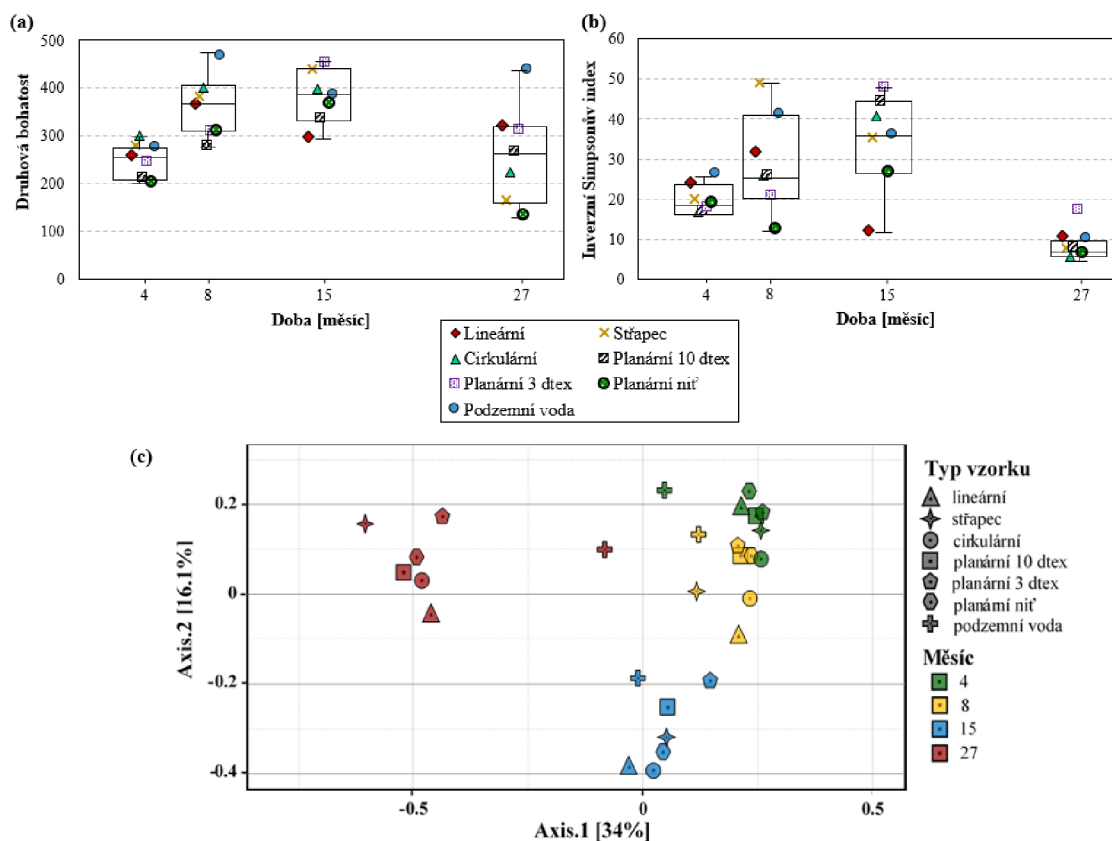 (a)
Druhová bohatost
500
400
300
200
100
0
4 8 15 27
Doba [měsíc]
(b)
Inverzní Simpsonův index
60
50
40
30
20
10
0
4 8 15 27
Doba [měsíc]
Lineární Střapec
Cirkulární Planární 10 dtex
Planární 3 dtex Planární niť
Podzemní voda
(c)
Axis.2 [16.1%]
0.2
0
-0.2
-0.4
-0.5 0 0.5
Axis.1 [34%]
Typ vzorku
lineární
střapec
cirkulární
planární 10 dtex
planární 3 dtex
planární niť
podzemní voda
Měsíc
4
8
15
27